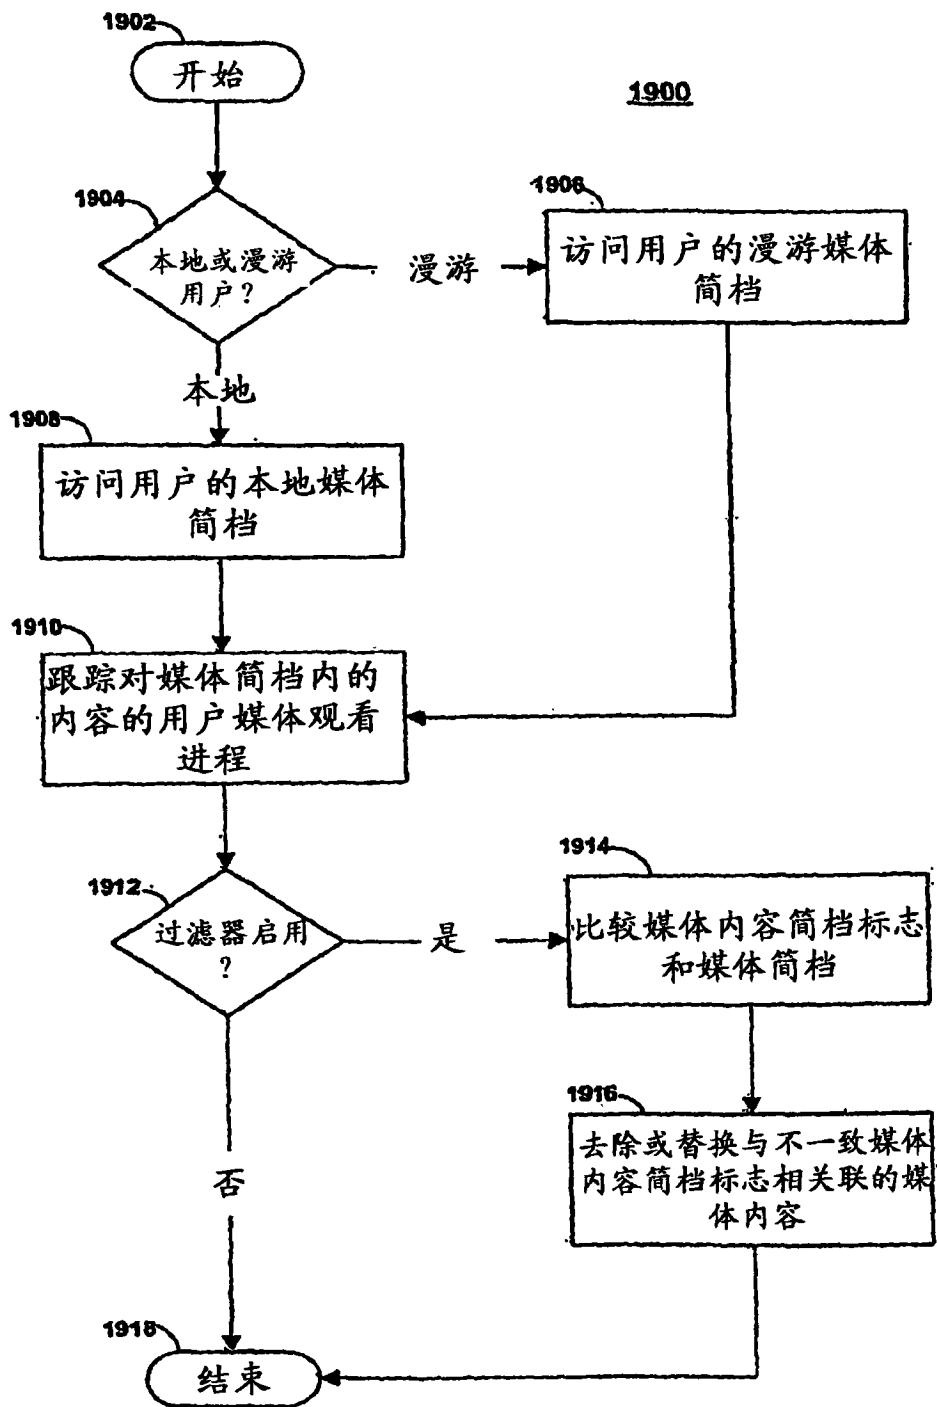 1902
开始
1900
1904
本地或漫游
用户？
漫游
1906
访问用户的漫游媒体
简档
本地
1908
访问用户的本地媒体
简档
1910
跟踪对媒体简档内的
内容的用户媒体观看
进程
1912
过滤器启用
？
是
1914
比较媒体内容简档标志
和媒体简档
1916
去除或替换与不一致媒体
内容简档标志相关联的媒
体内容
否
1918
结束